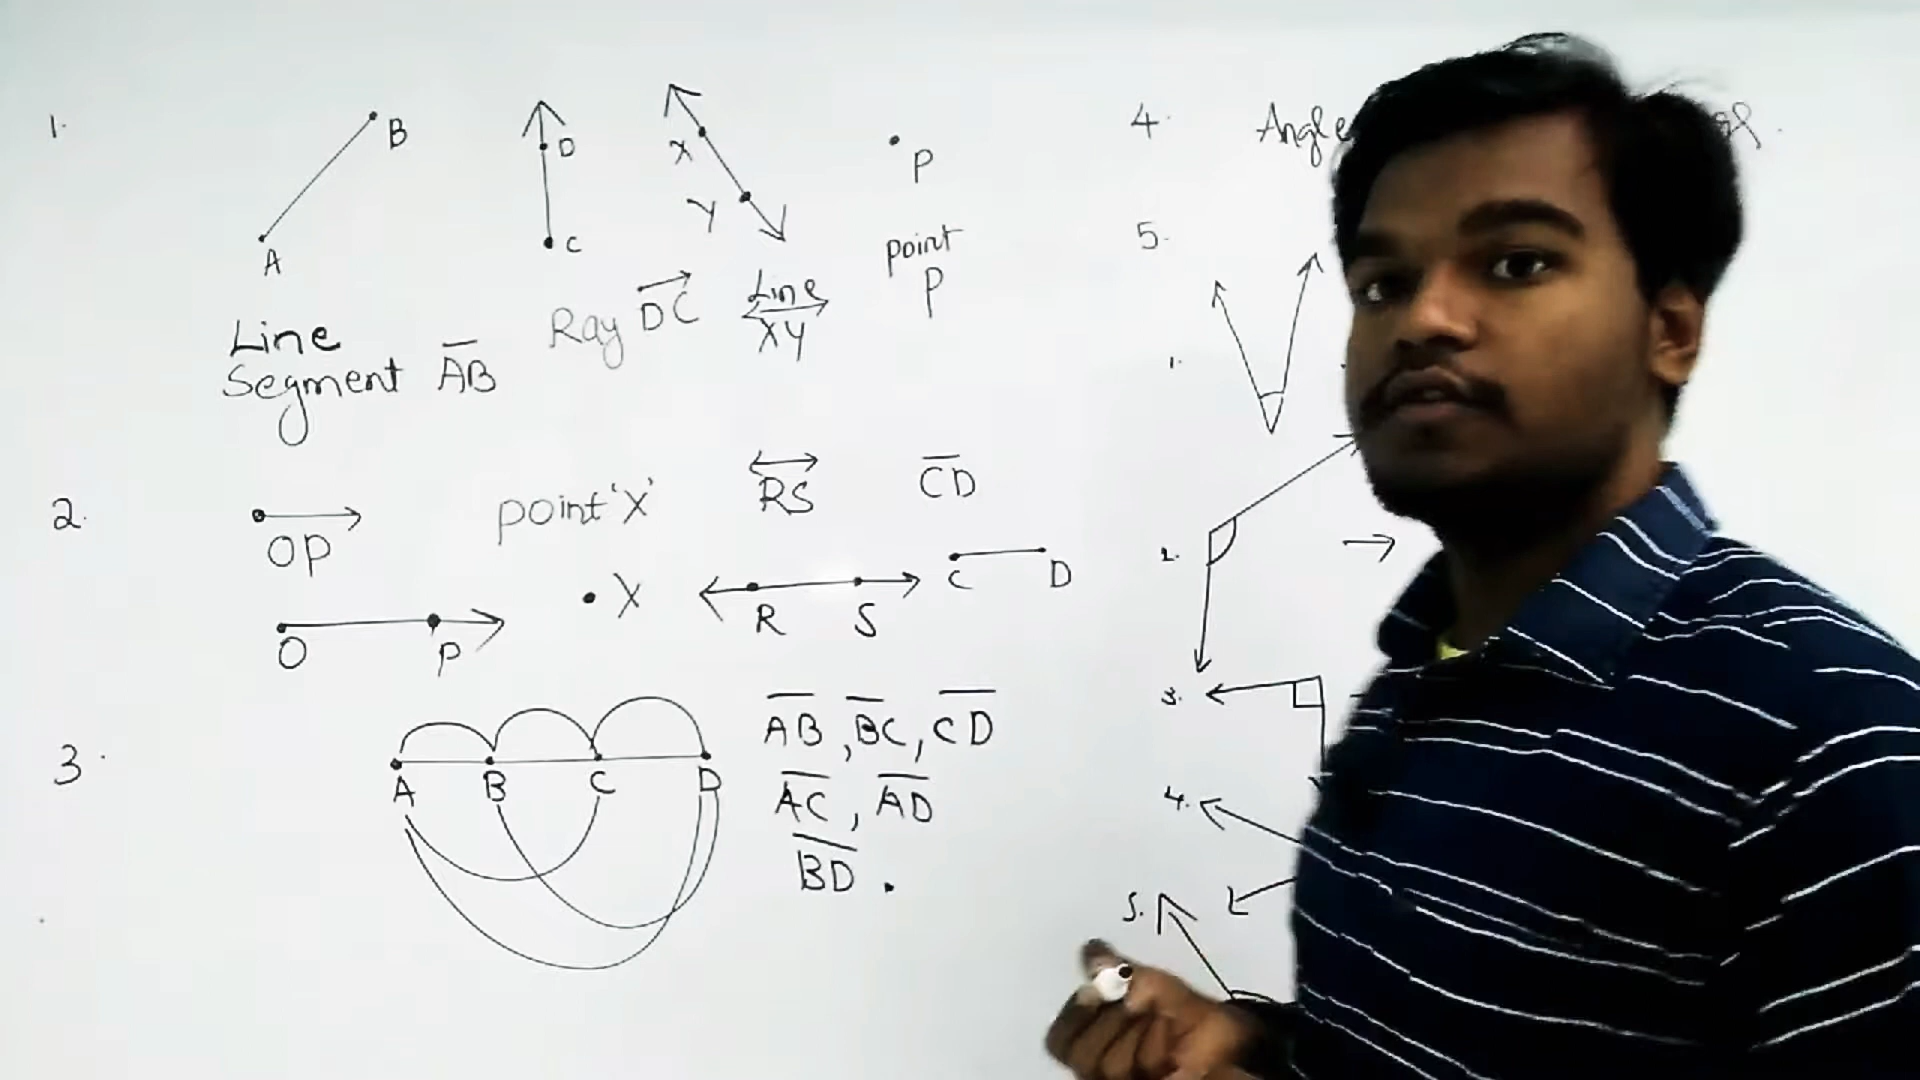 1.
B
A
D
C
X
Y
P
Line
Segment AB
Ray DC
Line
XY
point
P
2.
OP
point 'X'
RS
CD
O
P
X
R
S
C
D
3.
A
B
C
D
AB, BC, CD
AC, AD
BD.
4.
Angle
5.
1.
2.
3.
4.
5.